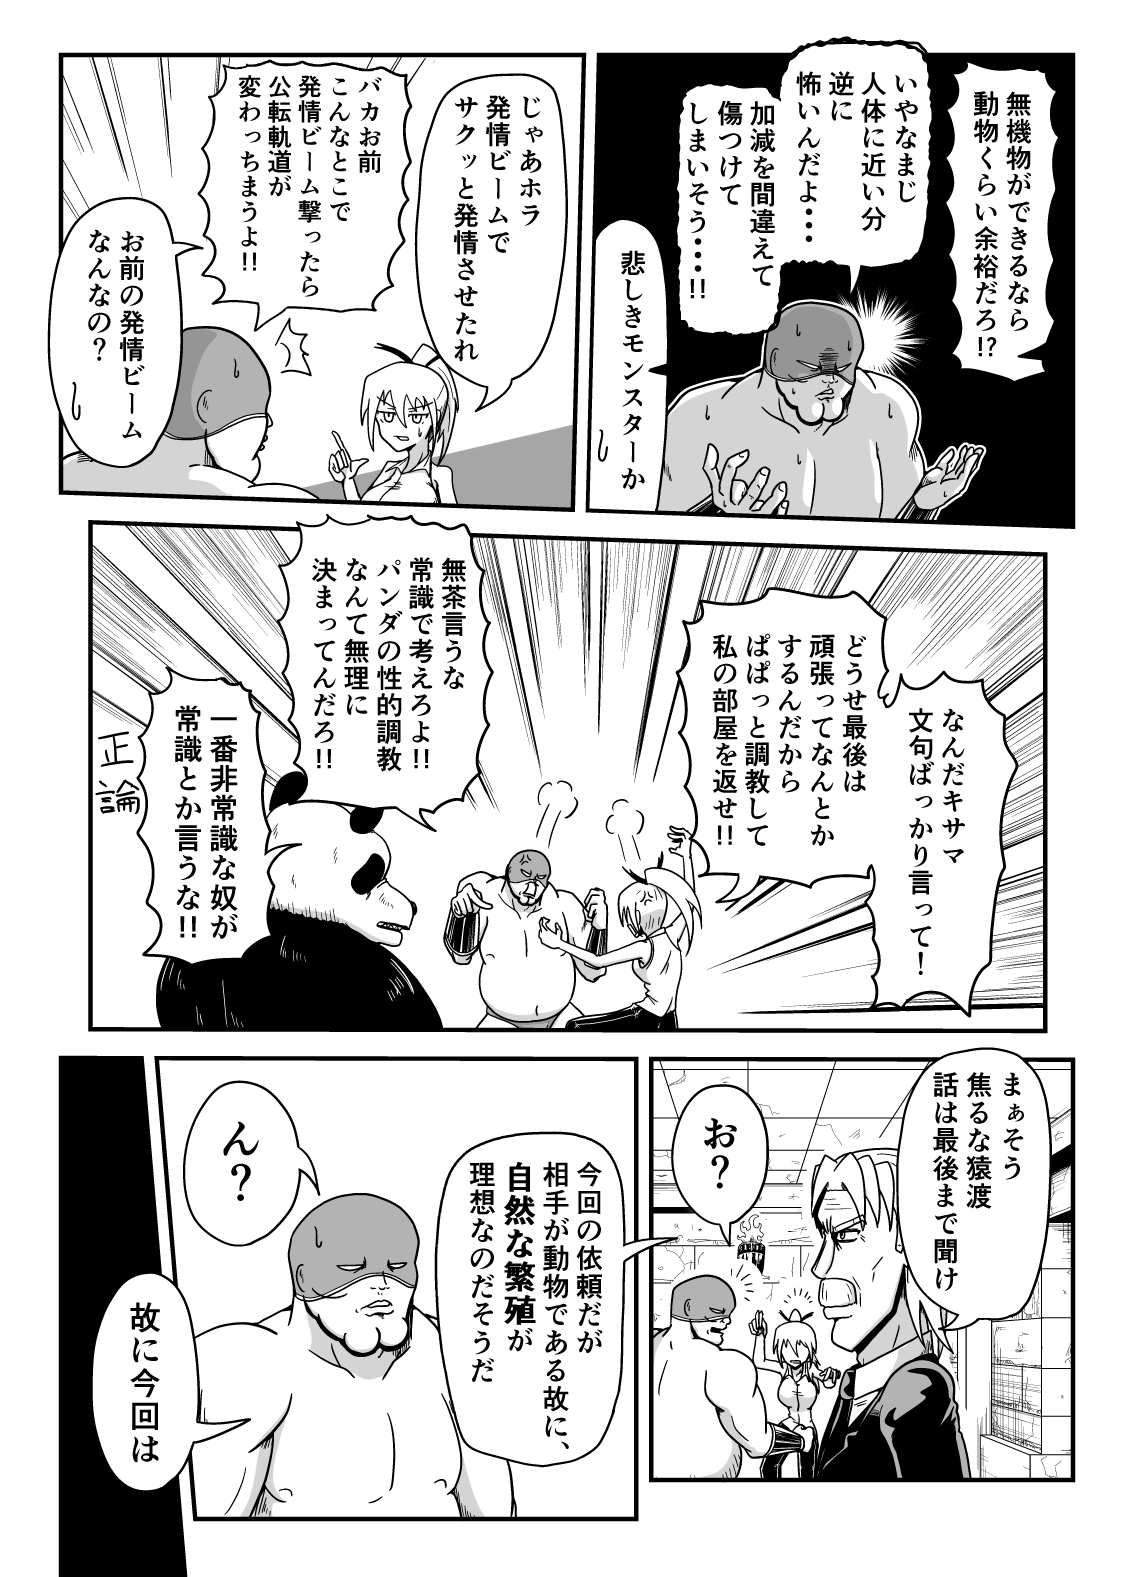 無機物ができるなら
動物くらい余裕だろ!?
いやなまじ
人体に近い分
逆に
怖いんだよ・・・
加減を間違えて
傷つけて
しまいそう・・・!!
悲しきモンスターか
じゃあホラ
発情ビームで
サクッと発情させたれ
バカお前
こんなとこで
発情ビーム撃ったら
公転軌道が
変わっちまうよ!!
お前の発情ビーム
なんなの?
なんだキサマ
文句ばっかり言って!
どうせ最後は
頑張ってなんとか
するんだから
ぱぱっと調教して
私の部屋を返せ!!
無茶言うな
常識で考えろよ!!
パンダの性的調教
なんて無理に
決まってんだろ!!
一番非常識な奴が
常識とか言うな!!
正論
まぁそう
焦るな猿渡
話は最後まで聞け
お?
今回の依頼だが
相手が動物である故に、
自然な繁殖が
理想なのだそうだ
ん?
故に今回は